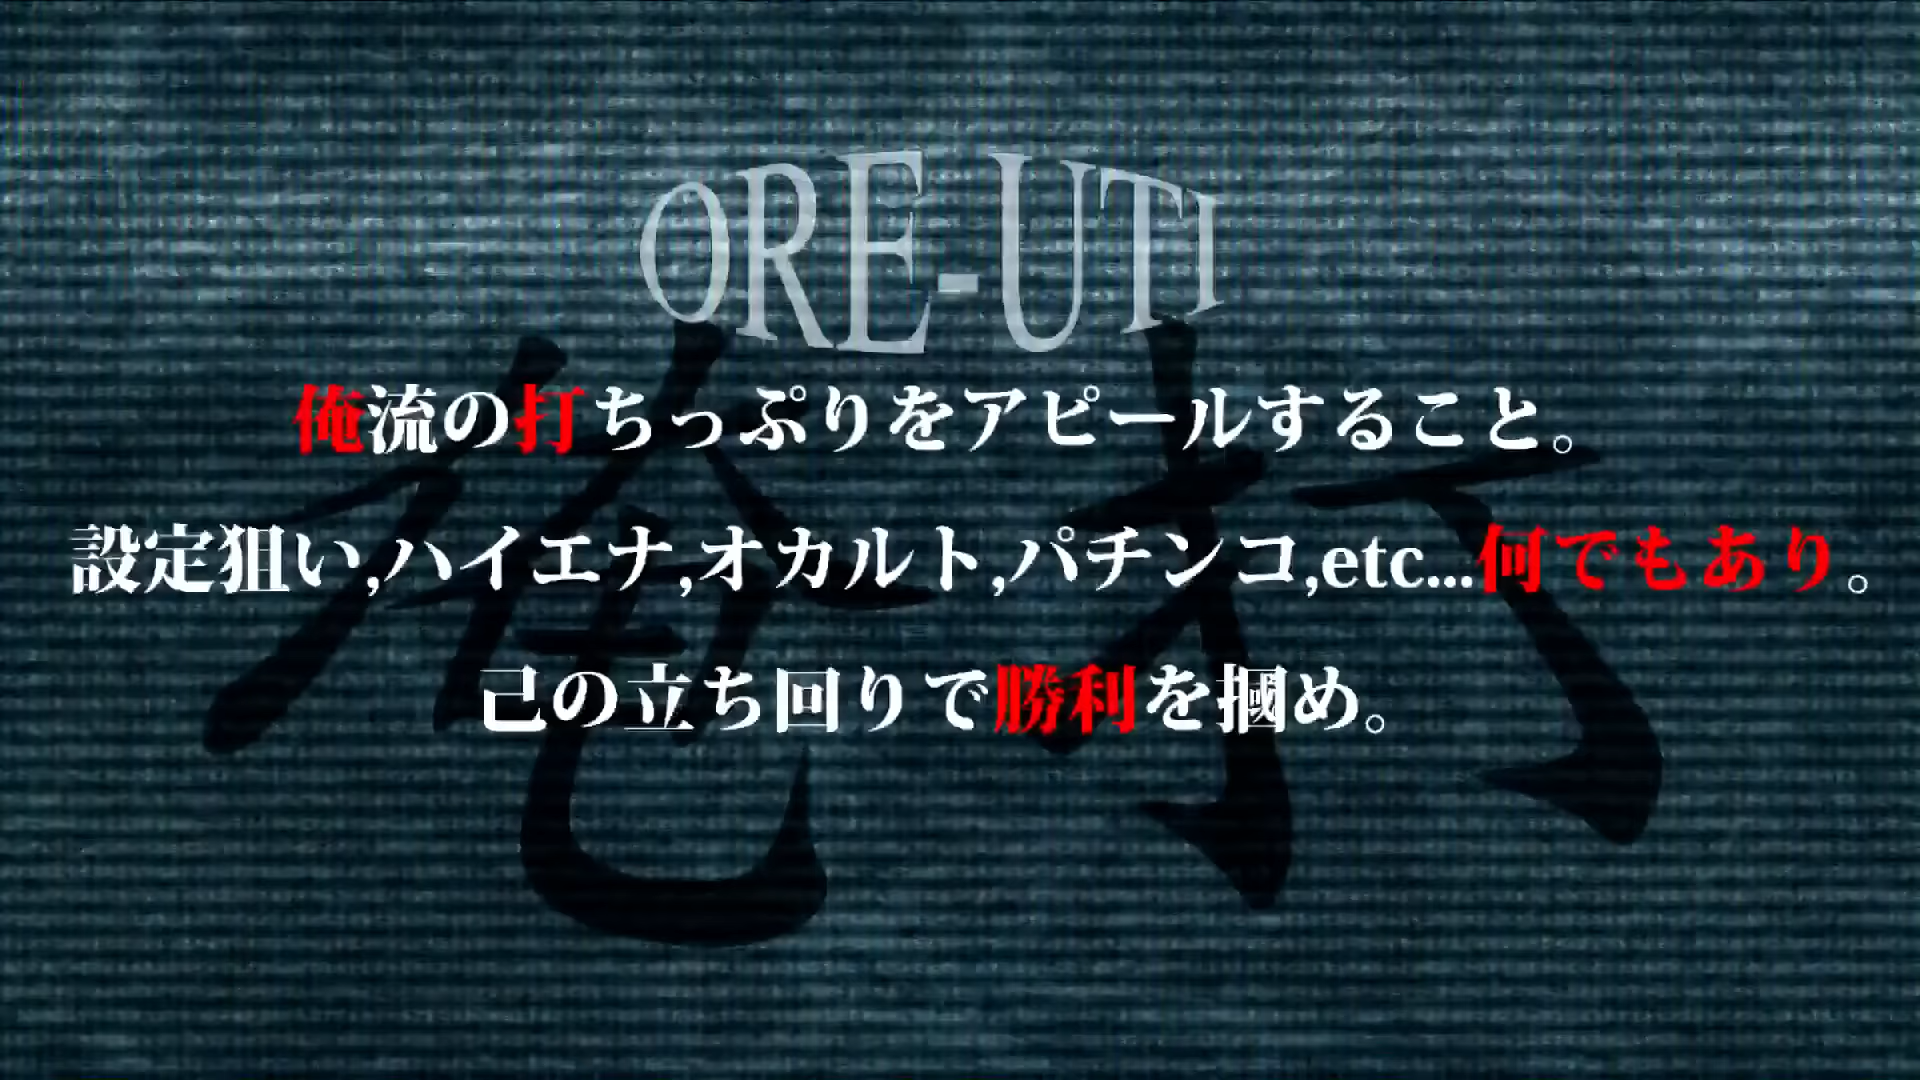 ORE-UTI
俺打
俺流の打ちっぷりをアピールすること。
設定狙い,ハイエナ,オカルト,パチンコ,etc...何でもあり。
己の立ち回りで勝利を摑め。